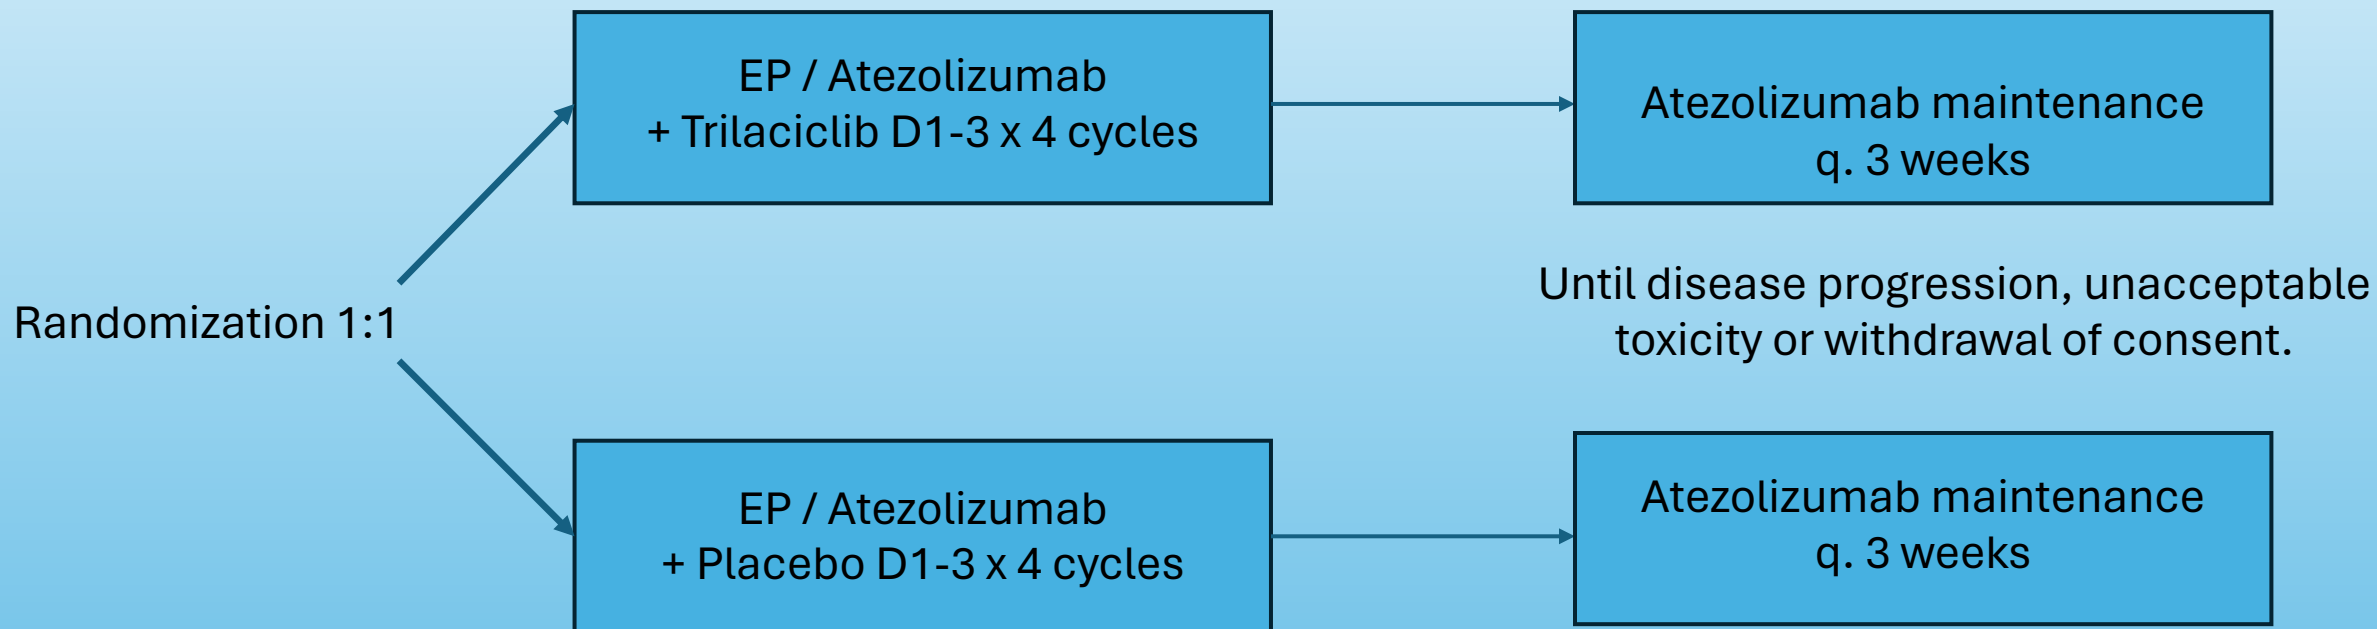 Randomization 1:1
EP / Atezolizumab
+ Trilaciclib D1-3 x 4 cycles
Atezolizumab maintenance
q. 3 weeks
Until disease progression, unacceptable
toxicity or withdrawal of consent.
EP / Atezolizumab
+ Placebo D1-3 x 4 cycles
Atezolizumab maintenance
q. 3 weeks